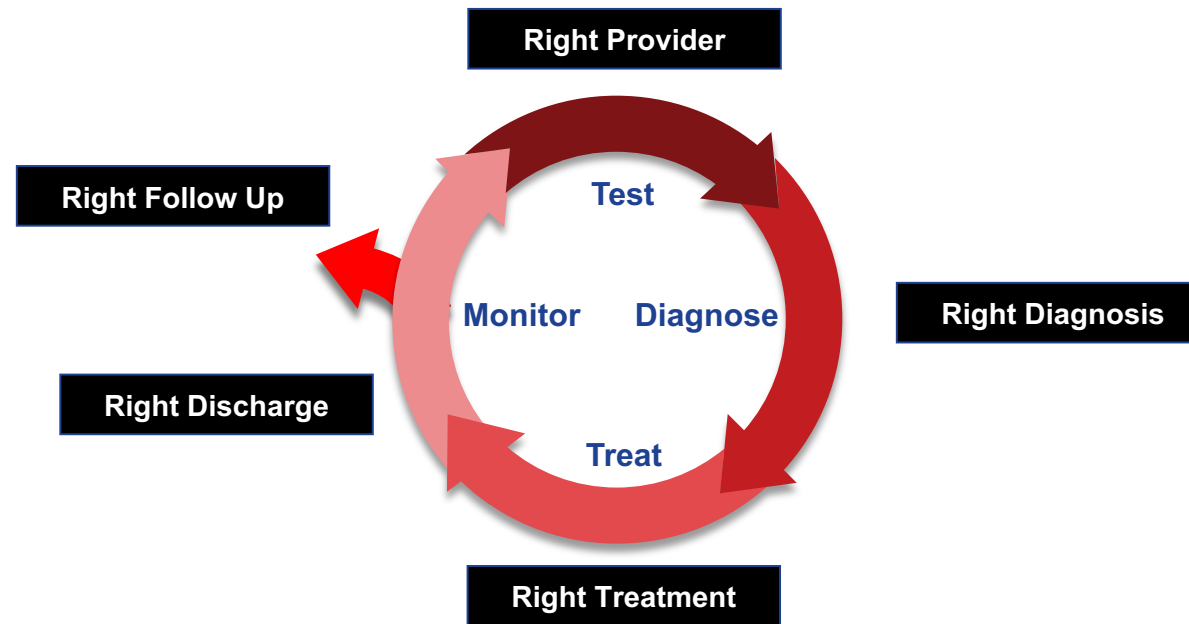 Right Provider
Test
Right Follow Up
Monitor
Diagnose
Right Diagnosis
Right Discharge
Treat
Right Treatment